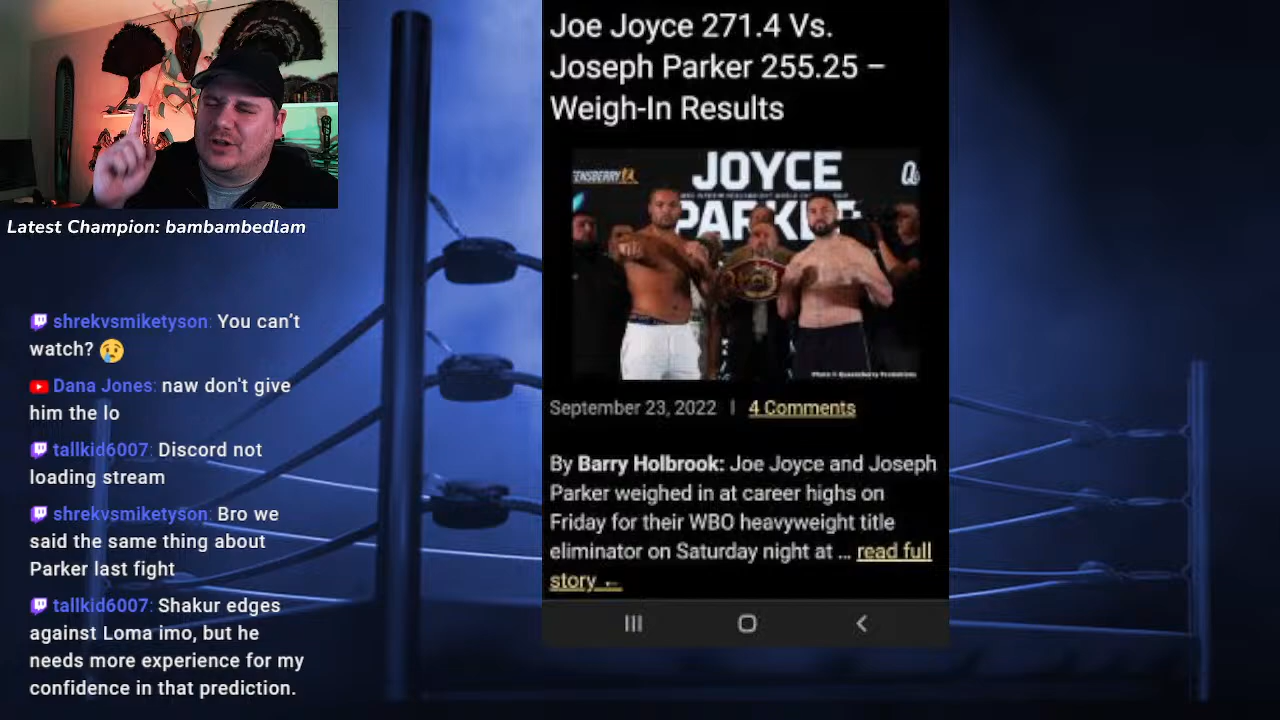 Latest Champion: bambambedlam
shrekvsmiketyson: You can't
watch? 😢
Dana Jones: naw don't give
him the lo
tallkid6007: Discord not
loading stream
shrekvsmiketyson: Bro we
said the same thing about
Parker last fight
tallkid6007: Shakur edges
against Loma imo, but he
needs more experience for my
confidence in that prediction.
Joe Joyce 271.4 Vs.
Joseph Parker 255.25 –
Weigh-In Results
JOYCE
PARKE
September 23, 2022 | 4 Comments
By Barry Holbrook: Joe Joyce and Joseph
Parker weighed in at career highs on
Friday for their WBO heavyweight title
eliminator on Saturday night at ... read full
story ←